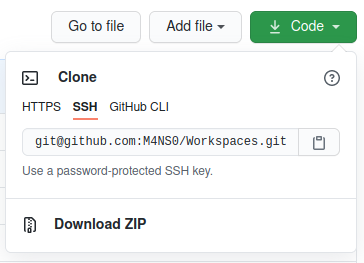 Go to file Add file Code
Clone
HTTPS SSH GitHub CLI
git@github.com:M4NS0/Workspaces.git
Use a password-protected SSH key.
Download ZIP